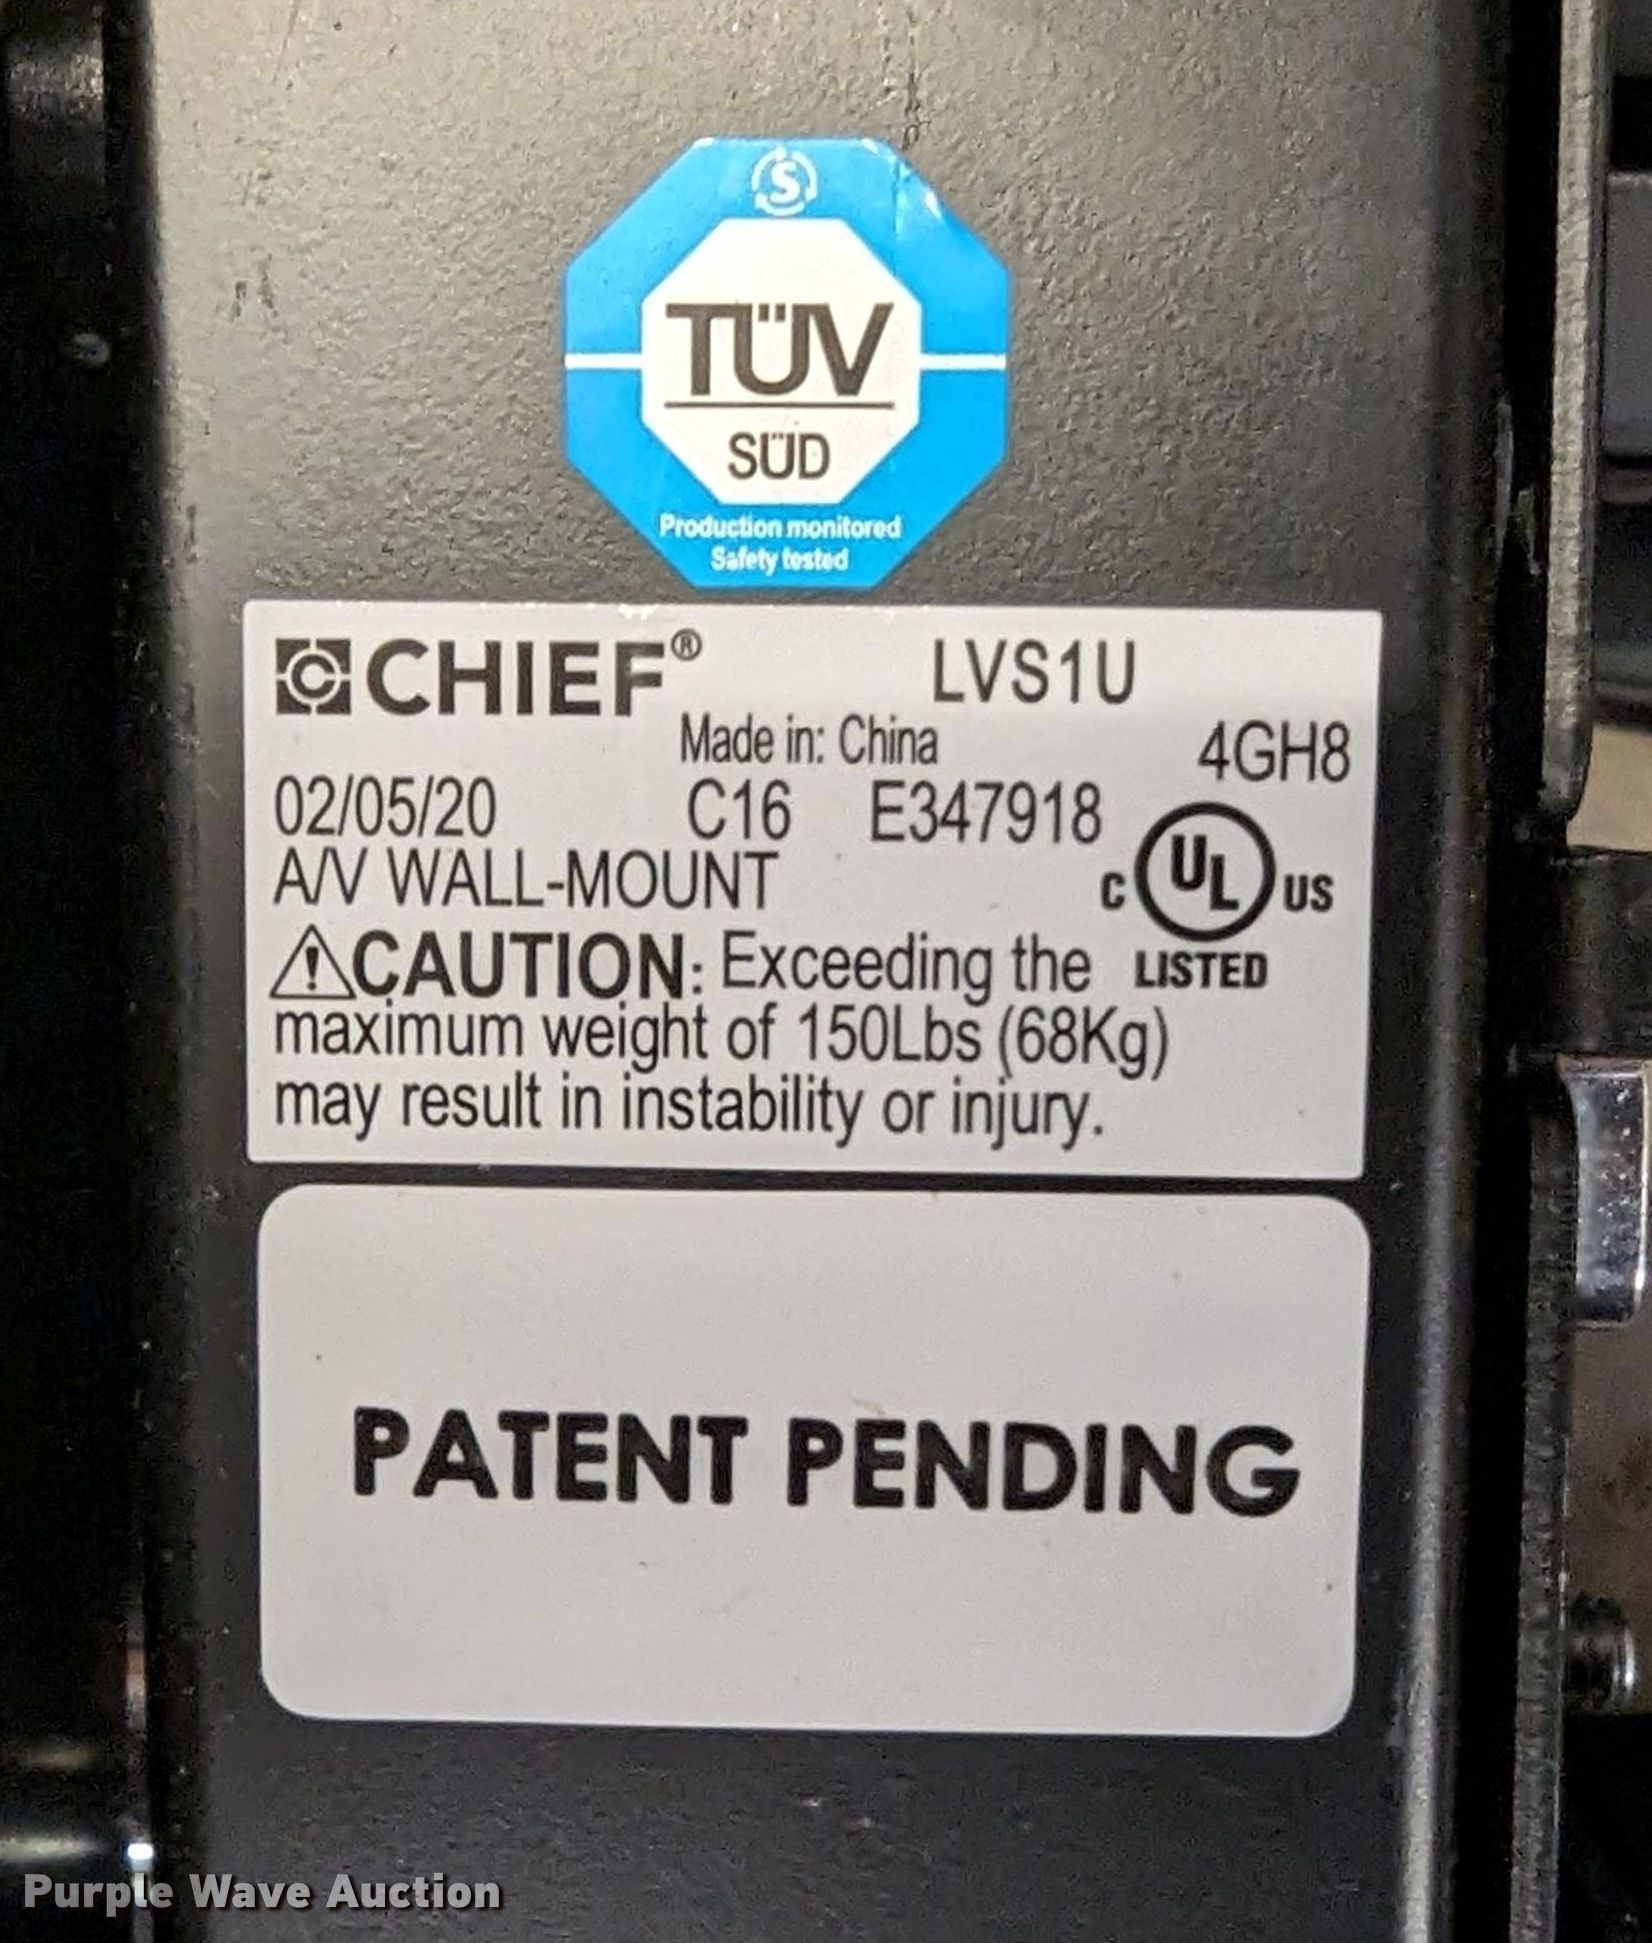 S
TÜV
SÜD
Production monitored
Safety tested
CHIEF® LVS1U
Made in: China 4GH8
02/05/20 C16 E347918
A/V WALL-MOUNT C UL US
⚠CAUTION: Exceeding the LISTED
maximum weight of 150Lbs (68Kg)
may result in instability or injury.
PATENT PENDING
Purple Wave Auction